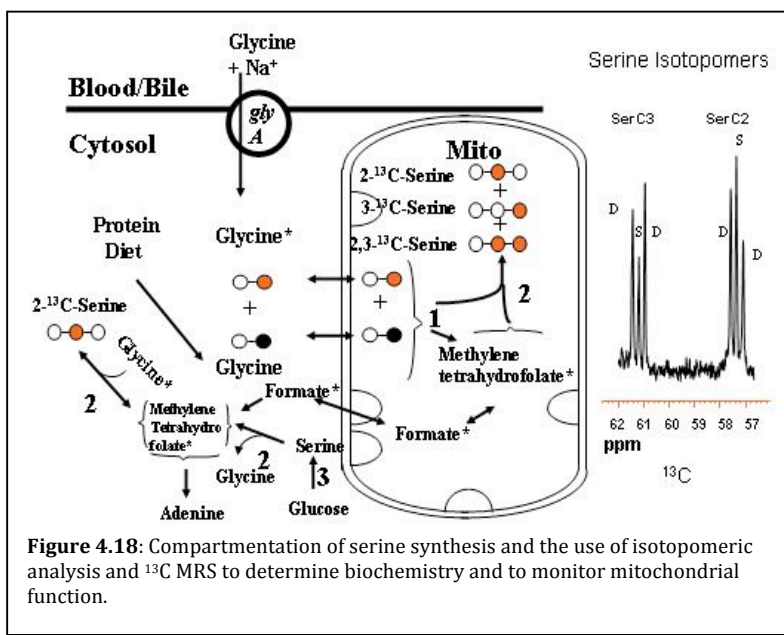 Glycine
+ Na⁺
Blood/Bile
gly
A
Cytosol
Mito
2-¹³C-Serine
+
3-¹³C-Serine
+
2,3-¹³C-Serine
Protein
Diet
Glycine*
+
Glycine
+
1
2
Methylene
tetrahydrofolate*
2-¹³C-Serine
Glycine*
2
Formate*
Methylene
Tetrahydro
folate*
Formate*
Serine
2
Glycine
3
Adenine
Glucose
Serine Isotopomers
SerC3
SerC2
S
D
S
D
D
D
62 61 60 59 58 57
ppm
¹³C
Figure 4.18: Compartmentation of serine synthesis and the use of isotopomeric
analysis and ¹³C MRS to determine biochemistry and to monitor mitochondrial
function.